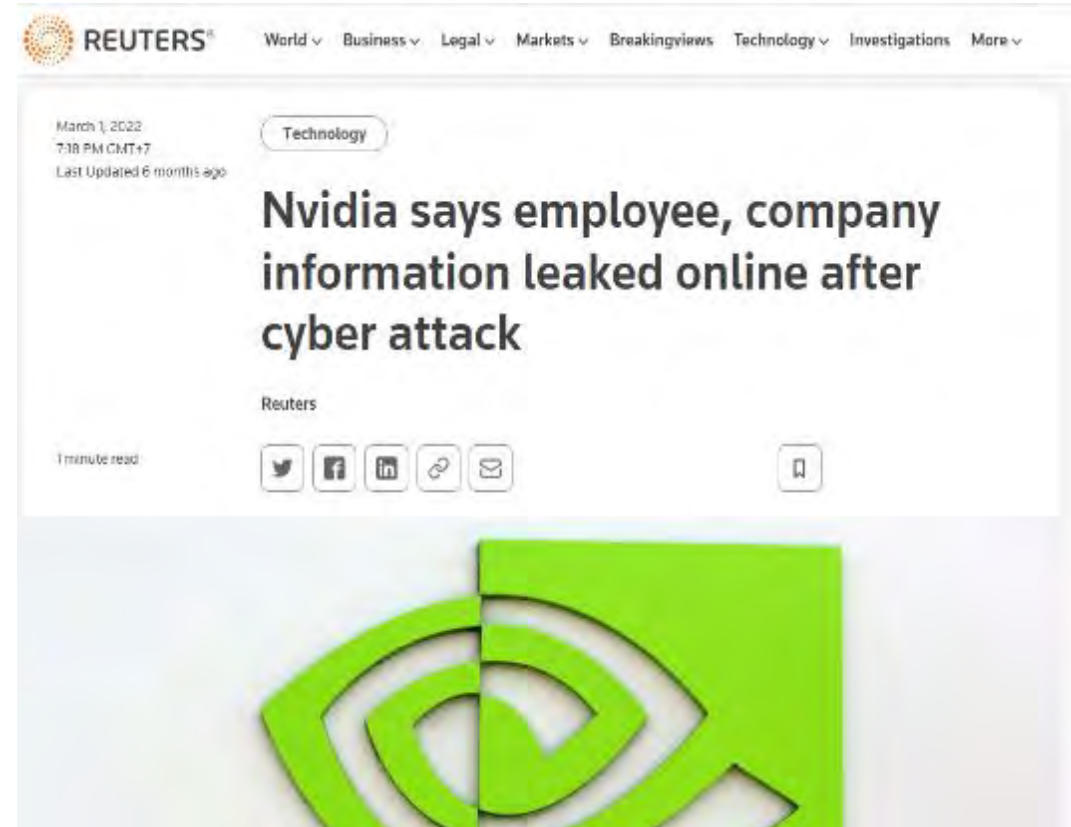 REUTERS®
World Business Legal Markets Breakingviews Technology Investigations More
March 1, 2022
7:18 PM GMT+7
Last Updated 6 months ago
Technology
Nvidia says employee, company
information leaked online after
cyber attack
Reuters
1 minute read